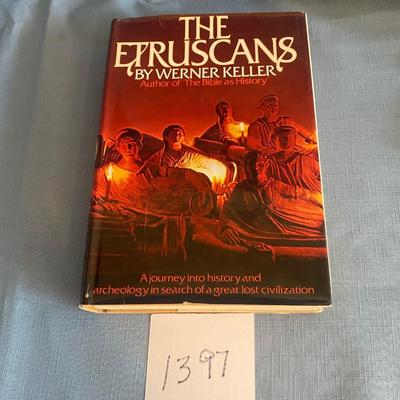 THE
ETRUSCANS
BY WERNER KELLER
Author of 'The Bible as History'
A journey into history and
archeology in search of a great lost civilization
1397